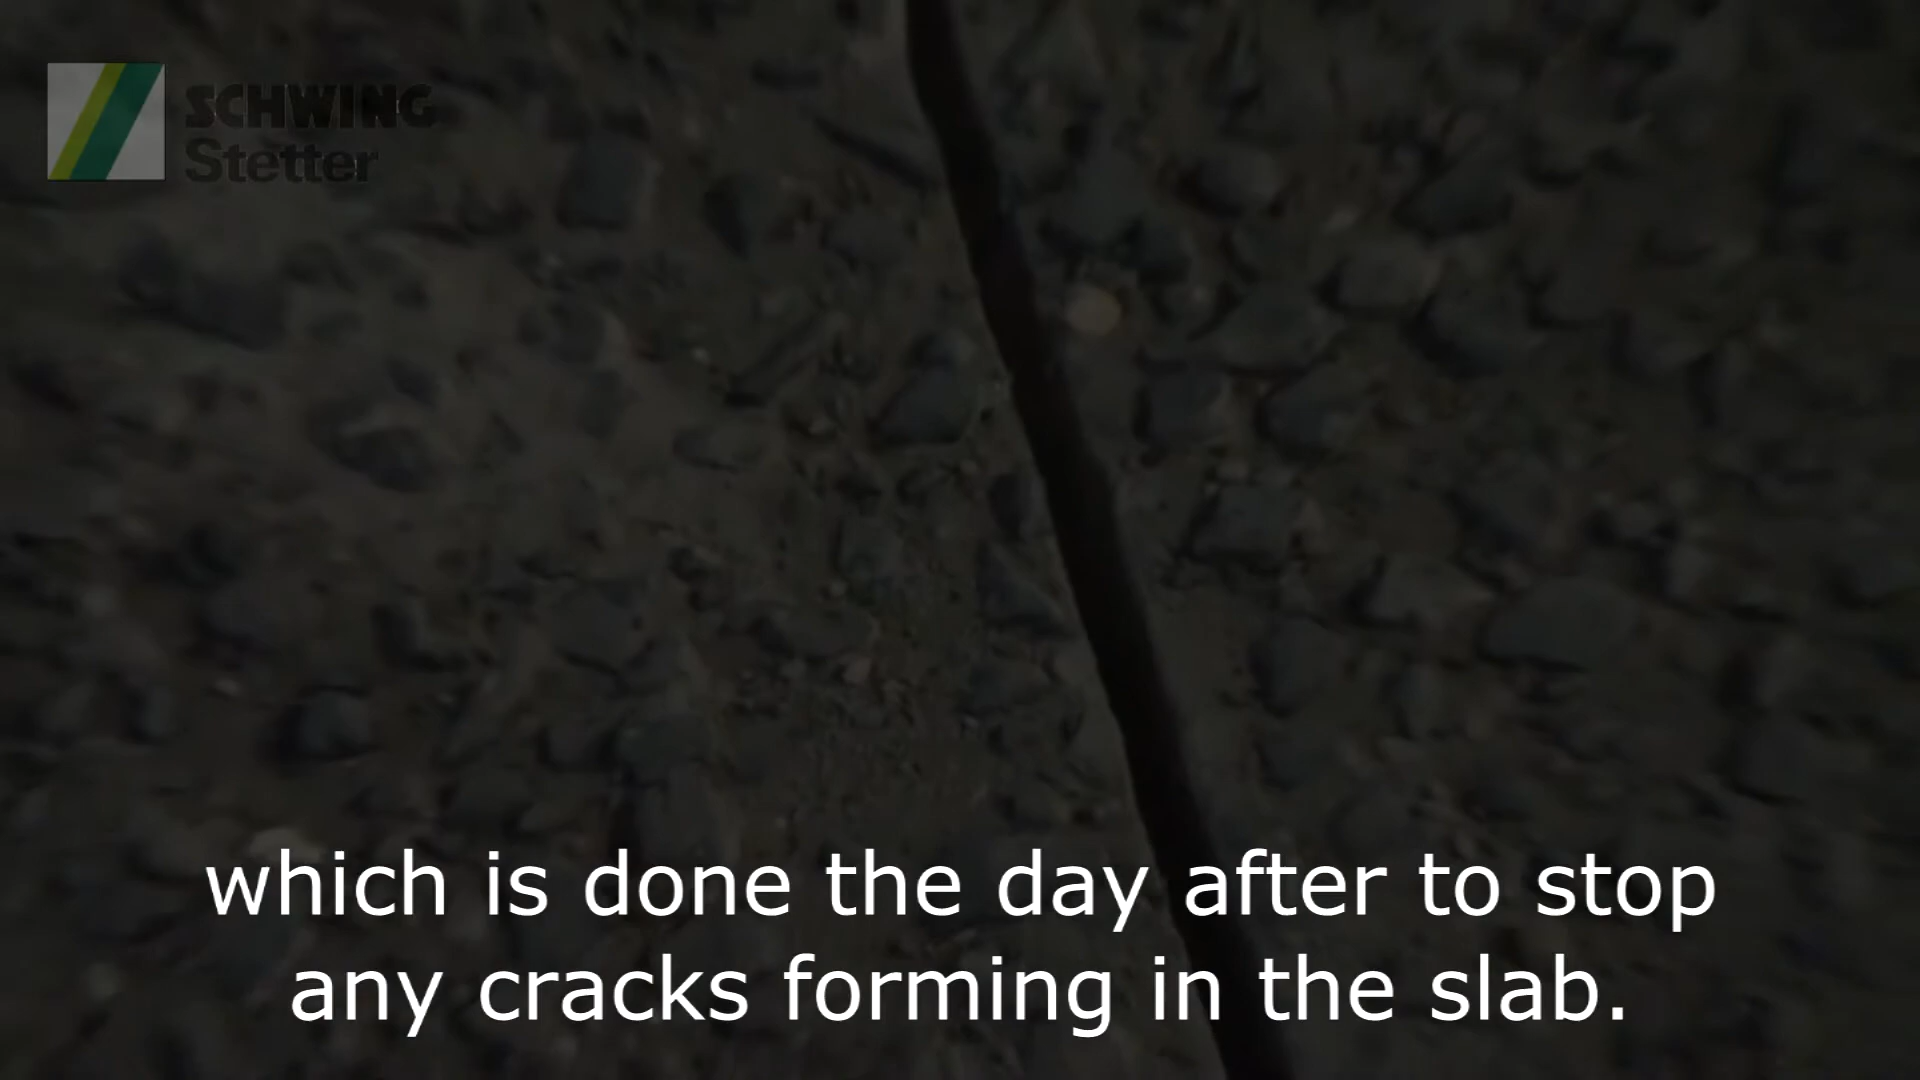 SCHWING
Stetter
which is done the day after to stop
any cracks forming in the slab.